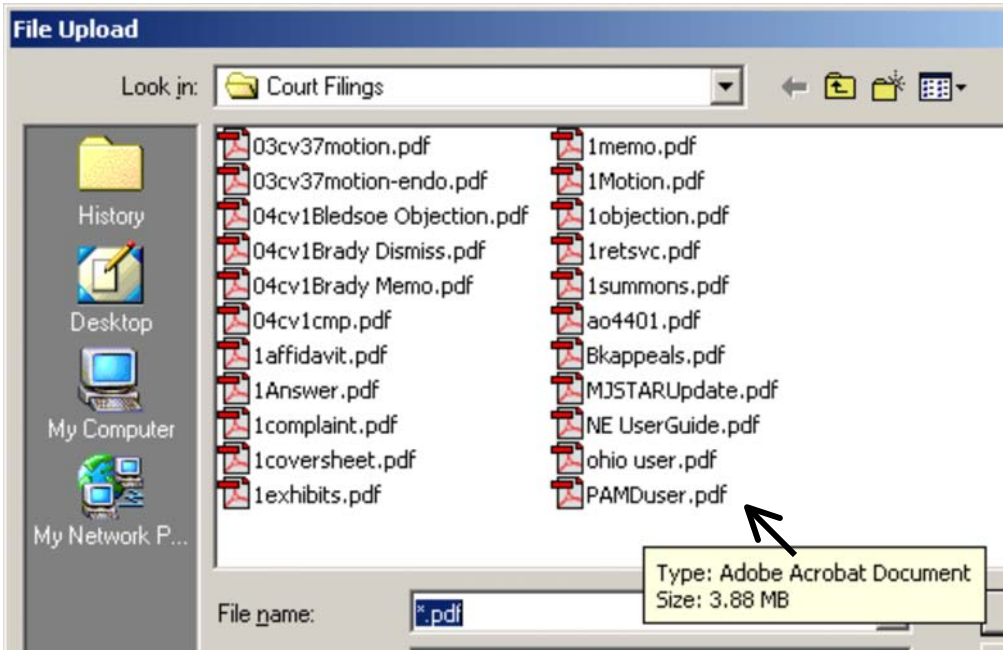 File Upload
Look in:
Court Filings
History
Desktop
My Computer
My Network P...
03cv37motion.pdf
03cv37motion-endo.pdf
04cv1Bledsoe Objection.pdf
04cv1Brady Dismiss.pdf
04cv1Brady Memo.pdf
04cv1cmp.pdf
1affidavit.pdf
1Answer.pdf
1complaint.pdf
1coversheet.pdf
1exhibits.pdf
1memo.pdf
1Motion.pdf
1objection.pdf
1retsvc.pdf
1summons.pdf
ao4401.pdf
Bkappeals.pdf
MJSTARUpdate.pdf
NE UserGuide.pdf
ohio user.pdf
PAMDuser.pdf
Type: Adobe Acrobat Document
Size: 3.88 MB
File name:
*.pdf